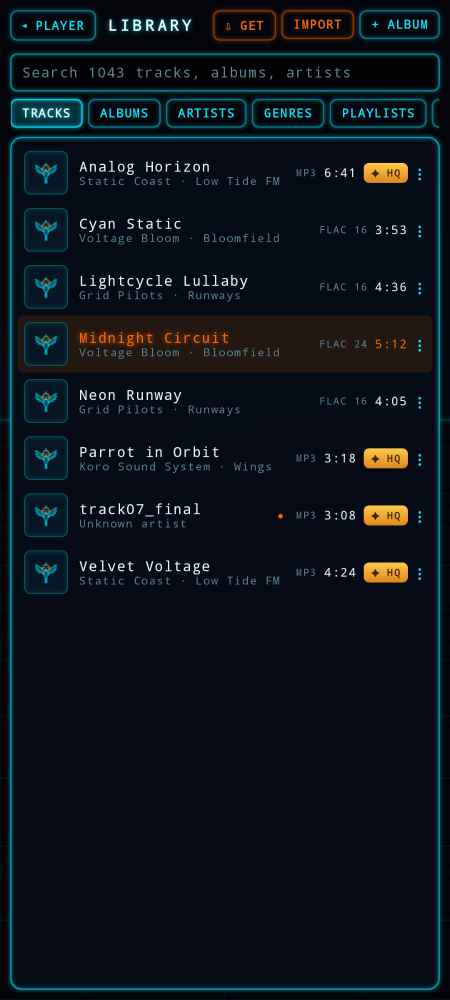 ◂ PLAYER LIBRARY ⇩ GET IMPORT + ALBUM
Search 1043 tracks, albums, artists
TRACKS ALBUMS ARTISTS GENRES PLAYLISTS
Analog Horizon MP3 6:41 ✦ HQ
Static Coast · Low Tide FM
Cyan Static FLAC 16 3:53
Voltage Bloom · Bloomfield
Lightcycle Lullaby FLAC 16 4:36
Grid Pilots · Runways
Midnight Circuit FLAC 24 5:12
Voltage Bloom · Bloomfield
Neon Runway FLAC 16 4:05
Grid Pilots · Runways
Parrot in Orbit MP3 3:18 ✦ HQ
Koro Sound System · Wings
track07_final MP3 3:08 ✦ HQ
Unknown artist
Velvet Voltage MP3 4:24 ✦ HQ
Static Coast · Low Tide FM